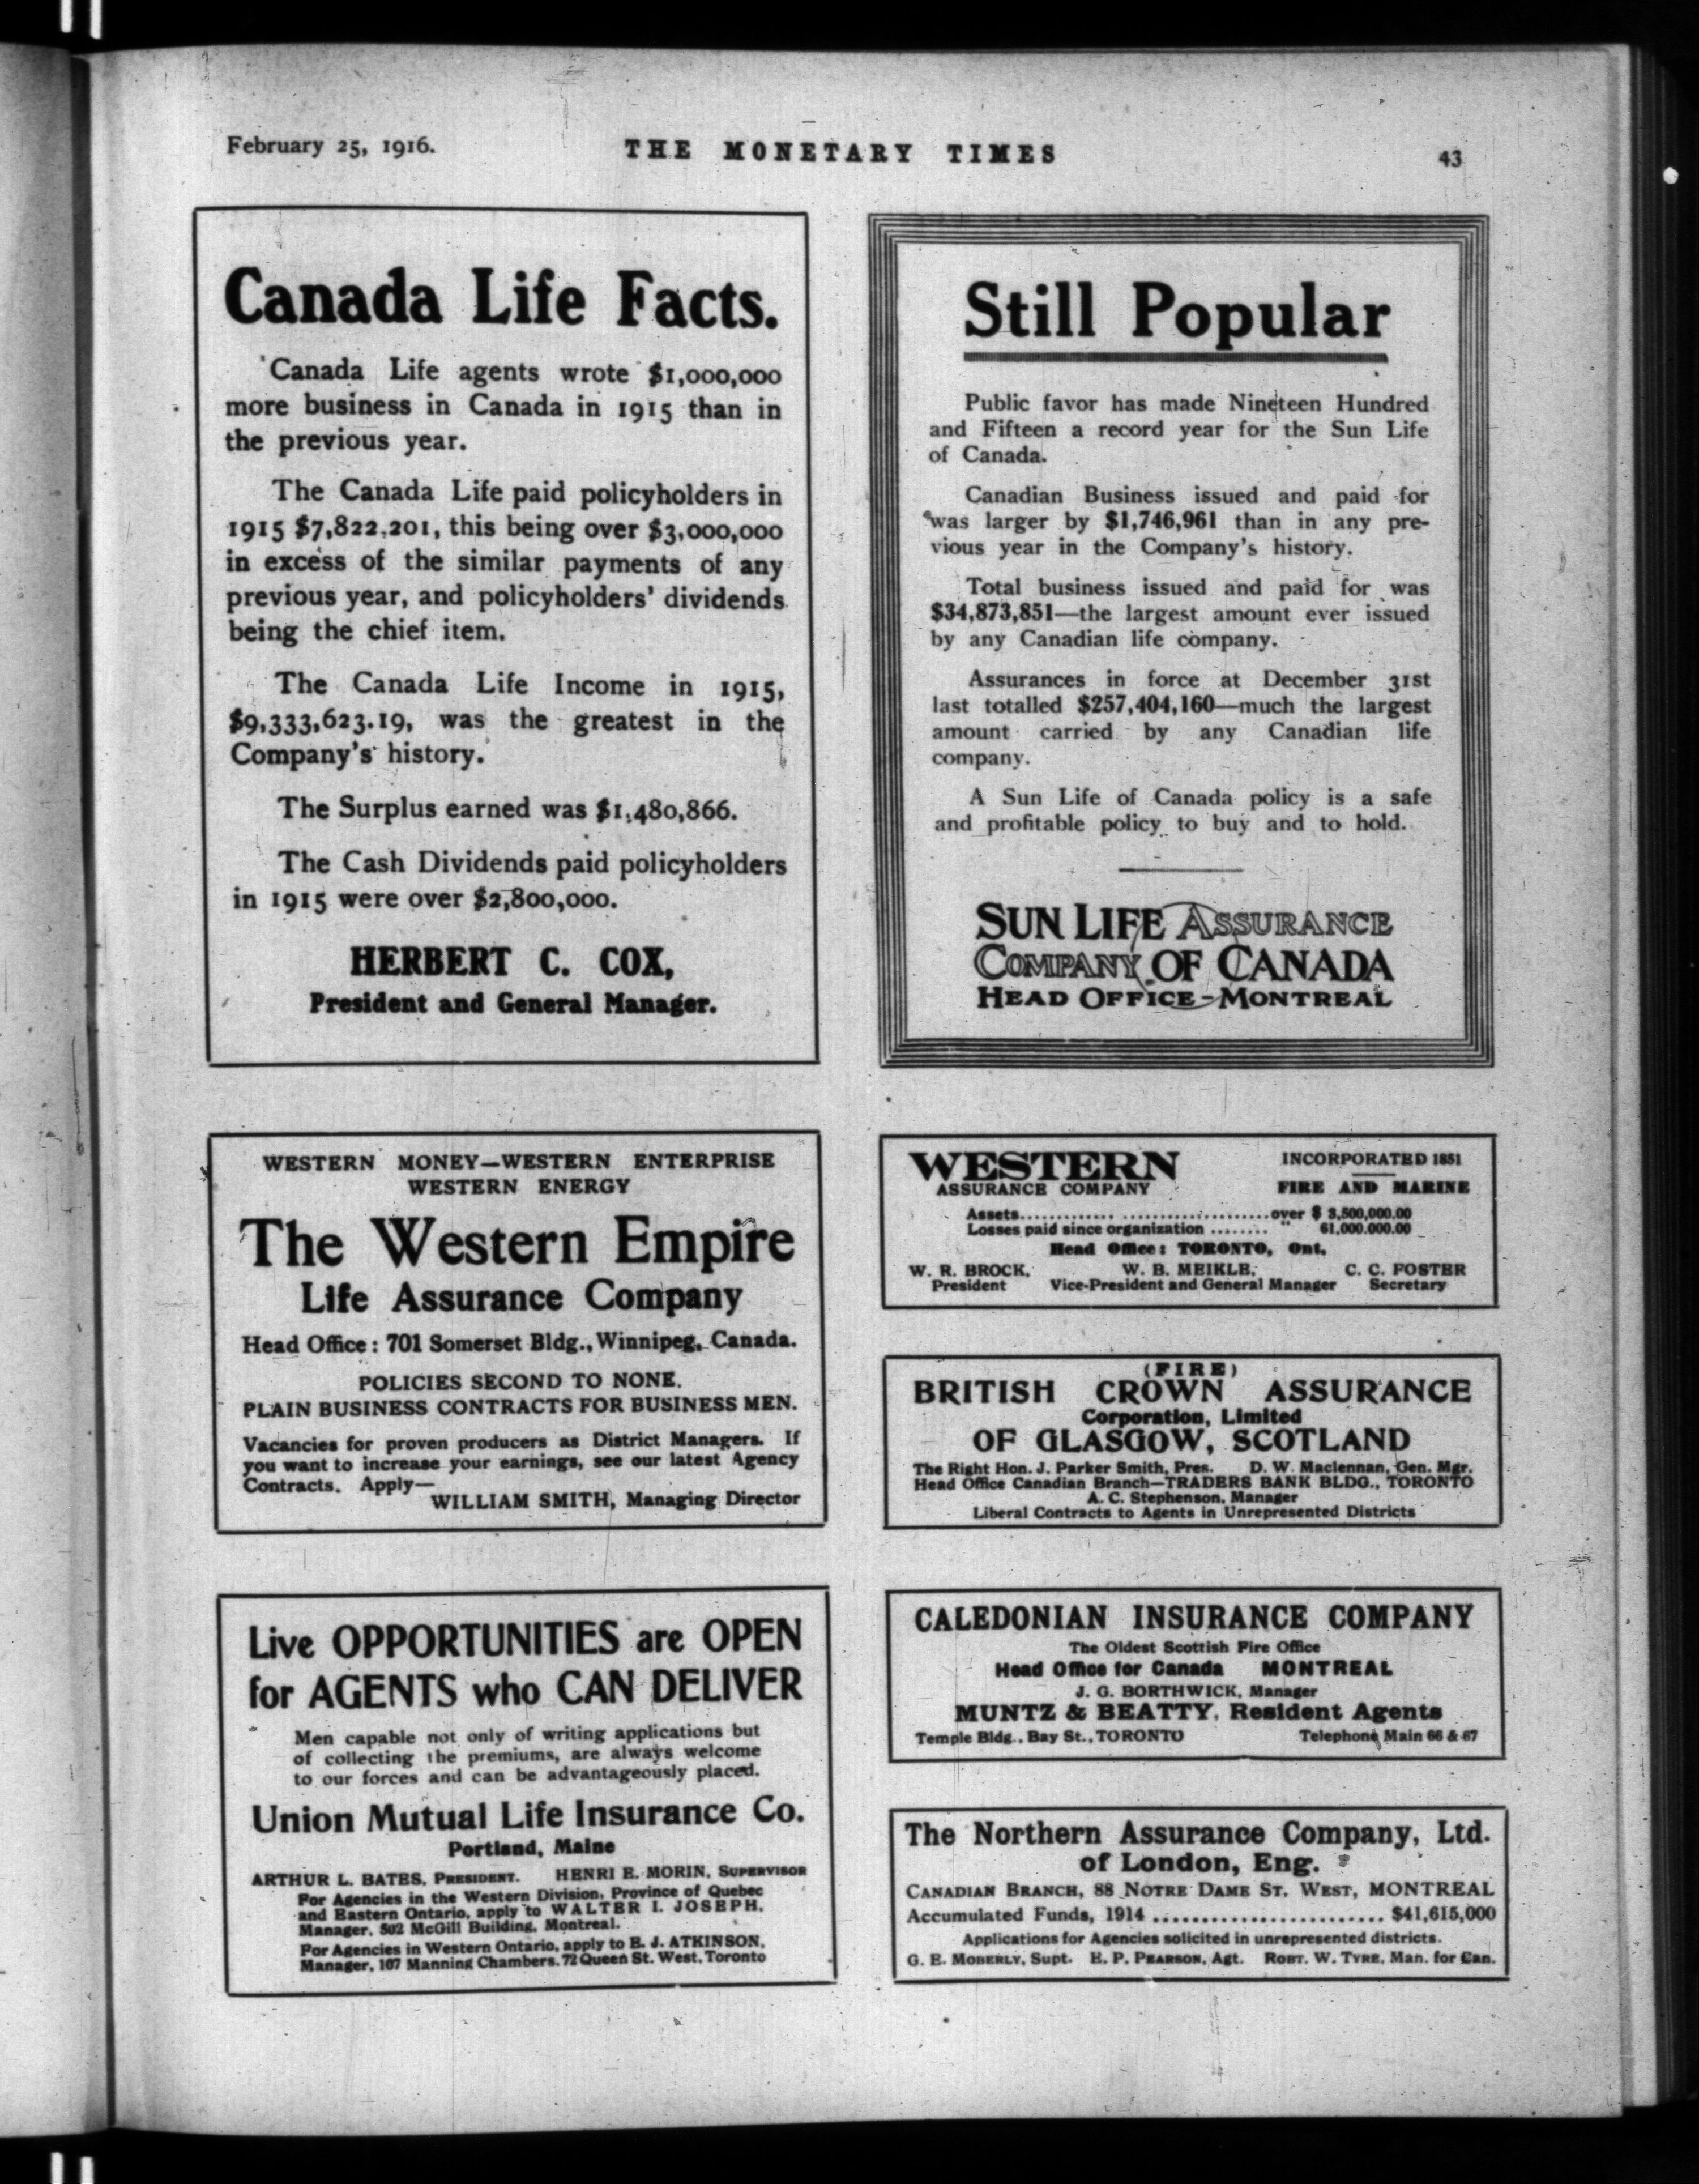 February 25, 1916.
THE MONETARY TIMES
43
Canada Life Facts.
Canada Life agents wrote $1,000,000
more business in Canada in 1915 than in
the previous year.
The Canada Life paid policyholders in
1915 $7,822,201, this being over $3,000,000
in excess of the similar payments of any
previous year, and policyholders' dividends
being the chief item.
The Canada Life Income in 1915,
$9,333,623.19, was the greatest in the
Company's history.
The Surplus earned was $1,480,866.
The Cash Dividends paid policyholders
in 1915 were over $2,800,000.
HERBERT C. COX,
President and General Manager.
Still Popular
Public favor has made Nineteen Hundred
and Fifteen a record year for the Sun Life
of Canada.
Canadian Business issued and paid for
was larger by $1,746,961 than in any pre-
vious year in the Company's history.
Total business issued and paid for was
$34,873,851—the largest amount ever issued
by any Canadian life company.
Assurances in force at December 31st
last totalled $257,404,160—much the largest
amount carried by any Canadian life
company.
A Sun Life of Canada policy is a safe
and profitable policy to buy and to hold.
SUN LIFE ASSURANCE
COMPANY OF CANADA
HEAD OFFICE-MONTREAL
WESTERN MONEY—WESTERN ENTERPRISE
WESTERN ENERGY
The Western Empire
Life Assurance Company
Head Office: 701 Somerset Bldg., Winnipeg, Canada.
POLICIES SECOND TO NONE.
PLAIN BUSINESS CONTRACTS FOR BUSINESS MEN.
Vacancies for proven producers as District Managers. If
you want to increase your earnings, see our latest Agency
Contracts. Apply—
WILLIAM SMITH, Managing Director
WESTERN INCORPORATED 1851
ASSURANCE COMPANY FIRE AND MARINE
Assets.................................over $ 3,500,000.00
Losses paid since organization ........ " 61,000.000.00
Head Office: TORONTO, Ont.
W. R. BROCK, W. B. MEIKLE, C. C. FOSTER
President Vice-President and General Manager Secretary
(FIRE)
BRITISH CROWN ASSURANCE
Corporation, Limited
OF GLASGOW, SCOTLAND
The Right Hon. J. Parker Smith, Pres. D. W. Maclennan, Gen. Mgr.
Head Office Canadian Branch—TRADERS BANK BLDG., TORONTO
A. C. Stephenson, Manager
Liberal Contracts to Agents in Unrepresented Districts
Live OPPORTUNITIES are OPEN
for AGENTS who CAN DELIVER
Men capable not only of writing applications but
of collecting the premiums, are always welcome
to our forces and can be advantageously placed.
Union Mutual Life Insurance Co.
Portland, Maine
ARTHUR L. BATES, PRESIDENT. HENRI E. MORIN, SUPERVISOR
For Agencies in the Western Division, Province of Quebec
and Eastern Ontario, apply to WALTER I. JOSEPH,
Manager, 502 McGill Building, Montreal.
For Agencies in Western Ontario, apply to E. J. ATKINSON,
Manager, 107 Manning Chambers, 72 Queen St. West, Toronto
CALEDONIAN INSURANCE COMPANY
The Oldest Scottish Fire Office
Head Office for Canada MONTREAL
J. G. BORTHWICK, Manager
MUNTZ & BEATTY, Resident Agents
Temple Bldg., Bay St., TORONTO Telephone Main 66 & 67
The Northern Assurance Company, Ltd.
of London, Eng.
CANADIAN BRANCH, 88 NOTRE DAME ST. WEST, MONTREAL
Accumulated Funds, 1914 ........................ $41,615,000
Applications for Agencies solicited in unrepresented districts.
G. E. MOBERLY, Supt. E. P. PEARSON, Agt. ROBT. W. TYRE, Man. for Can.